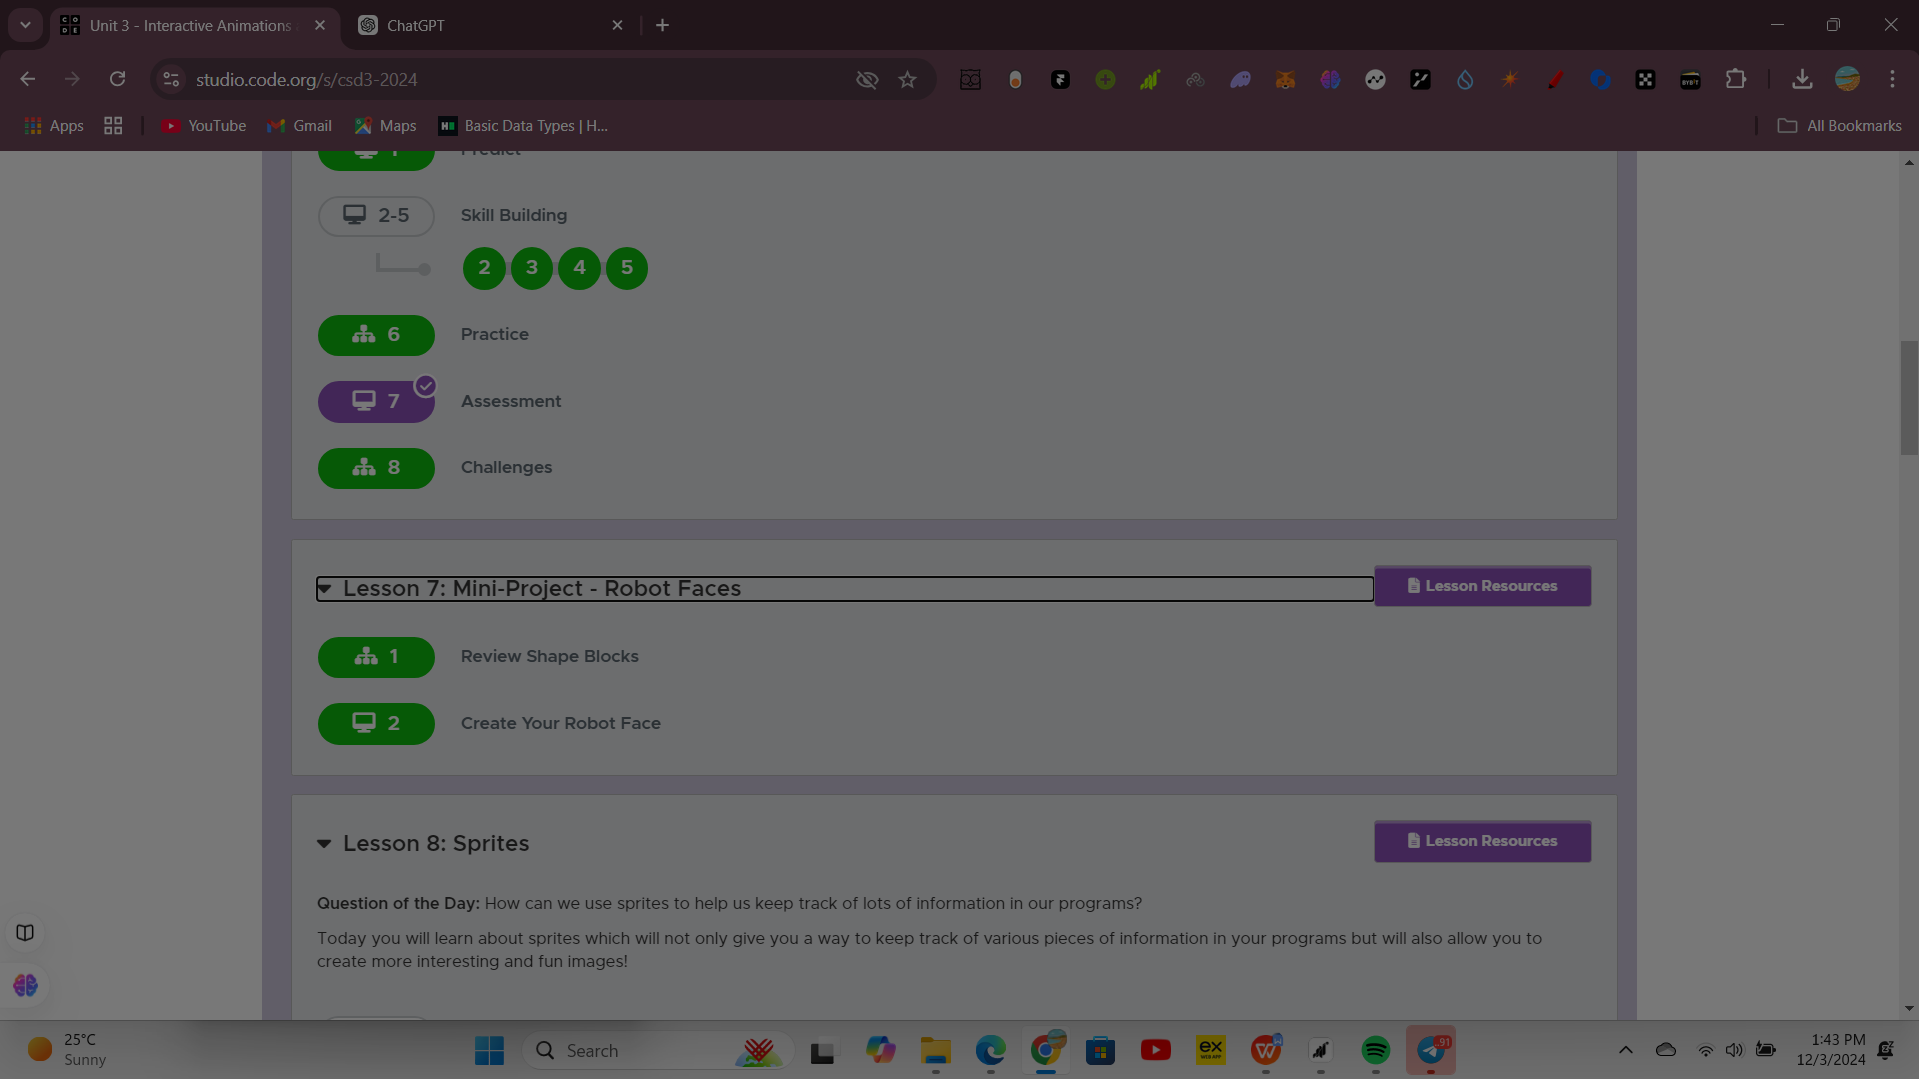 Unit 3 - Interactive Animations
ChatGPT
studio.code.org/s/csd3-2024
Apps
YouTube
Gmail
Maps
Basic Data Types | H...
All Bookmarks
1 Predict
2-5 Skill Building
2 3 4 5
6 Practice
7 Assessment
8 Challenges
Lesson 7: Mini-Project - Robot Faces
Lesson Resources
1 Review Shape Blocks
2 Create Your Robot Face
Lesson 8: Sprites
Lesson Resources
Question of the Day: How can we use sprites to help us keep track of lots of information in our programs?
Today you will learn about sprites which will not only give you a way to keep track of various pieces of information in your programs but will also allow you to
create more interesting and fun images!
25°C
Sunny
Search
91
1:43 PM
12/3/2024